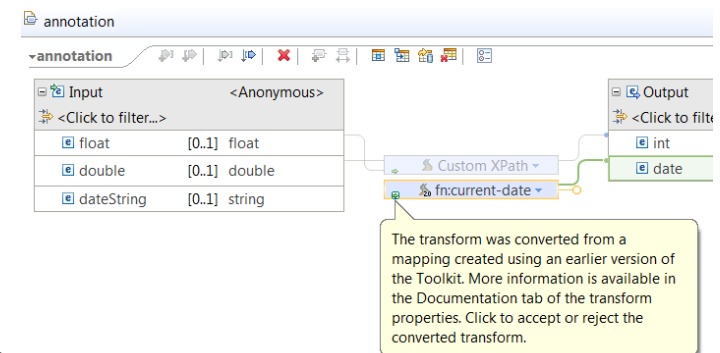 annotation
annotation
Input <Anonymous>
<Click to filter...>
float [0..1] float
double [0..1] double
dateString [0..1] string
Custom XPath
fn:current-date
Output
<Click to filte
int
date
The transform was converted from a
mapping created using an earlier version of
the Toolkit. More information is available in
the Documentation tab of the transform
properties. Click to accept or reject the
converted transform.